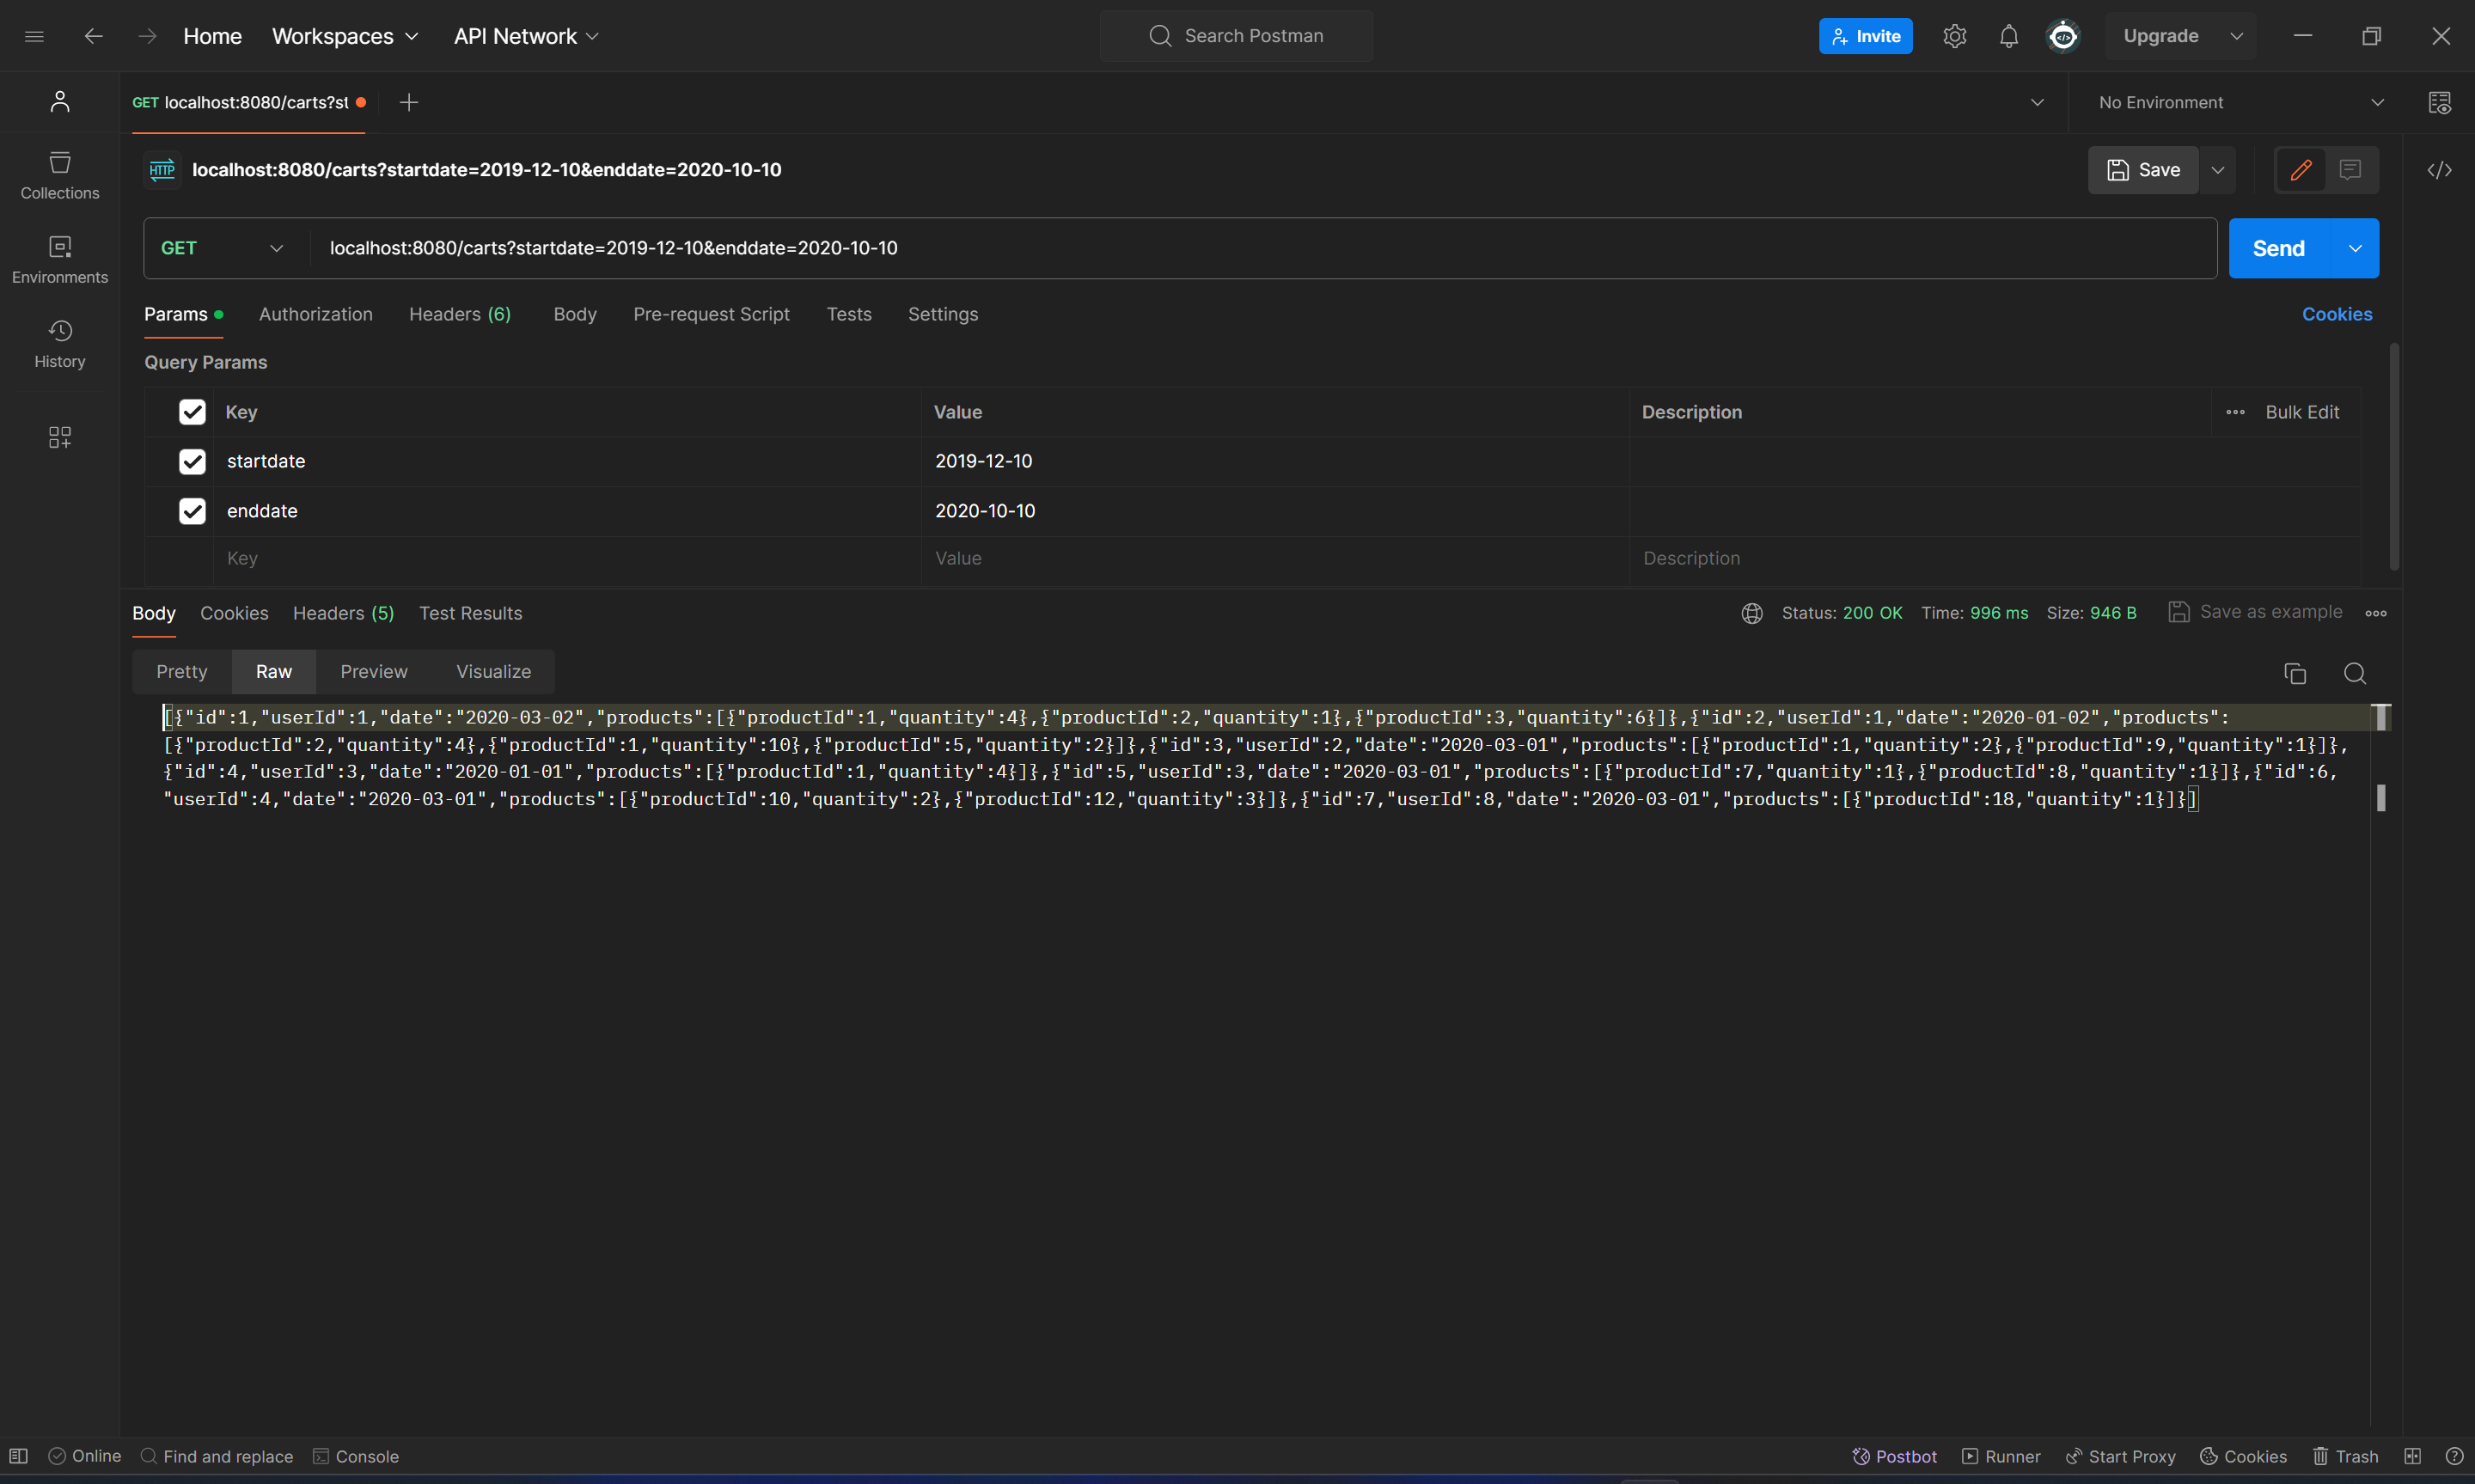 Home Workspaces API Network Search Postman Invite Upgrade
GET localhost:8080/carts?st No Environment
HTTP localhost:8080/carts?startdate=2019-12-10&enddate=2020-10-10 Save
Collections
GET localhost:8080/carts?startdate=2019-12-10&enddate=2020-10-10 Send
Environments
Params Authorization Headers (6) Body Pre-request Script Tests Settings Cookies
History
Query Params
Key Value Description Bulk Edit
startdate 2019-12-10
enddate 2020-10-10
Key Value Description
Body Cookies Headers (5) Test Results Status: 200 OK Time: 996 ms Size: 946 B Save as example
Pretty Raw Preview Visualize
[{"id":1,"userId":1,"date":"2020-03-02","products":[{"productId":1,"quantity":4},{"productId":2,"quantity":1},{"productId":3,"quantity":6}]},{"id":2,"userId":1,"date":"2020-01-02","products":
[{"productId":2,"quantity":4},{"productId":1,"quantity":10},{"productId":5,"quantity":2}]},{"id":3,"userId":2,"date":"2020-03-01","products":[{"productId":1,"quantity":2},{"productId":9,"quantity":1}]},
{"id":4,"userId":3,"date":"2020-01-01","products":[{"productId":1,"quantity":4}]},{"id":5,"userId":3,"date":"2020-03-01","products":[{"productId":7,"quantity":1},{"productId":8,"quantity":1}]},{"id":6,
"userId":4,"date":"2020-03-01","products":[{"productId":10,"quantity":2},{"productId":12,"quantity":3}]},{"id":7,"userId":8,"date":"2020-03-01","products":[{"productId":18,"quantity":1}]}]
Online Find and replace Console Postbot Runner Start Proxy Cookies Trash